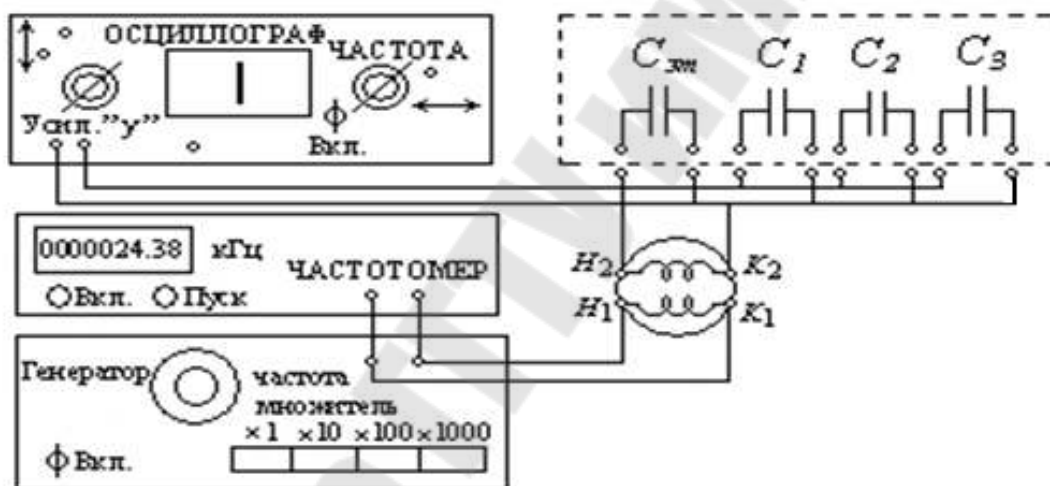 ОСЦИЛЛОГРАФ
ЧАСТОТА
Усил."у"
Вкл.
Cэт C1 C2 C3
0000024.38 кГц
ЧАСТОТОМЕР
Вкл. Пуск
H2 K2
H1 K1
Генератор
частота
множитель
×1 ×10 ×100 ×1000
Вкл.